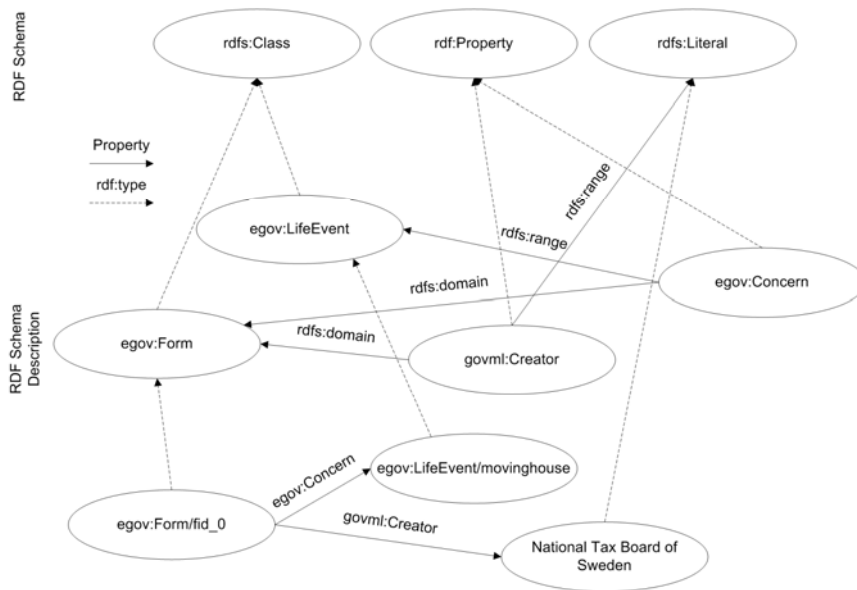 RDF Schema
rdfs:Class
rdf:Property
rdfs:Literal
Property
rdf:type
rdfs:range
egov:LifeEvent
rdfs:range
egov:Concern
rdfs:domain
RDF Schema
Description
egov:Form
rdfs:domain
govml:Creator
egov:Concern
egov:LifeEvent/movinghouse
egov:Form/fid_0
govml:Creator
National Tax Board of
Sweden